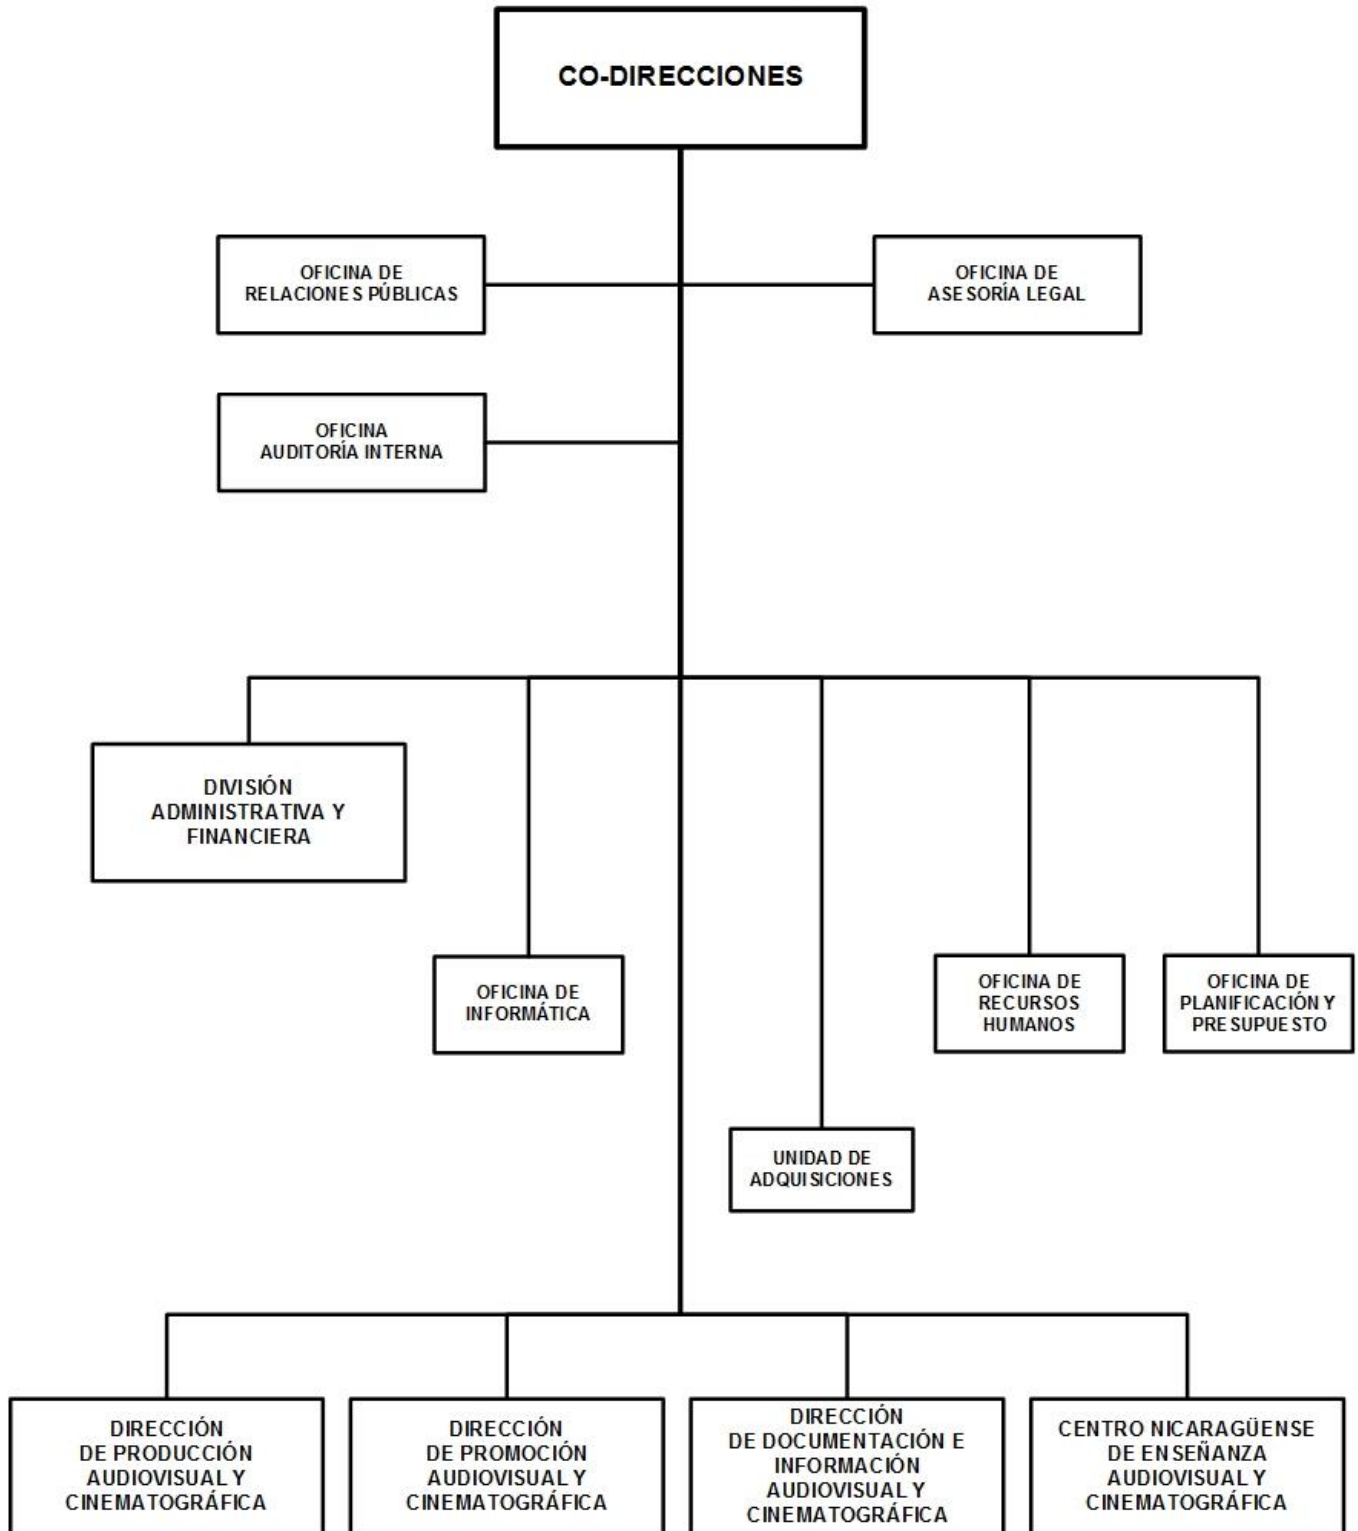 CO-DIRECCIONES
OFICINA DE
RELACIONES PÚBLICAS
OFICINA DE
ASESORÍA LEGAL
OFICINA
AUDITORÍA INTERNA
DIVISIÓN
ADMINISTRATIVA Y
FINANCIERA
OFICINA DE
INFORMÁTICA
OFICINA DE
RECURSOS
HUMANOS
OFICINA DE
PLANIFICACIÓN Y
PRESUPUESTO
UNIDAD DE
ADQUISICIONES
DIRECCIÓN
DE PRODUCCIÓN
AUDIOVISUAL Y
CINEMATOGRÁFICA
DIRECCIÓN
DE PROMOCIÓN
AUDIOVISUAL Y
CINEMATOGRÁFICA
DIRECCIÓN
DE DOCUMENTACIÓN E
INFORMACIÓN
AUDIOVISUAL Y
CINEMATOGRÁFICA
CENTRO NICARAGÜENSE
DE ENSEÑANZA
AUDIOVISUAL Y
CINEMATOGRÁFICA